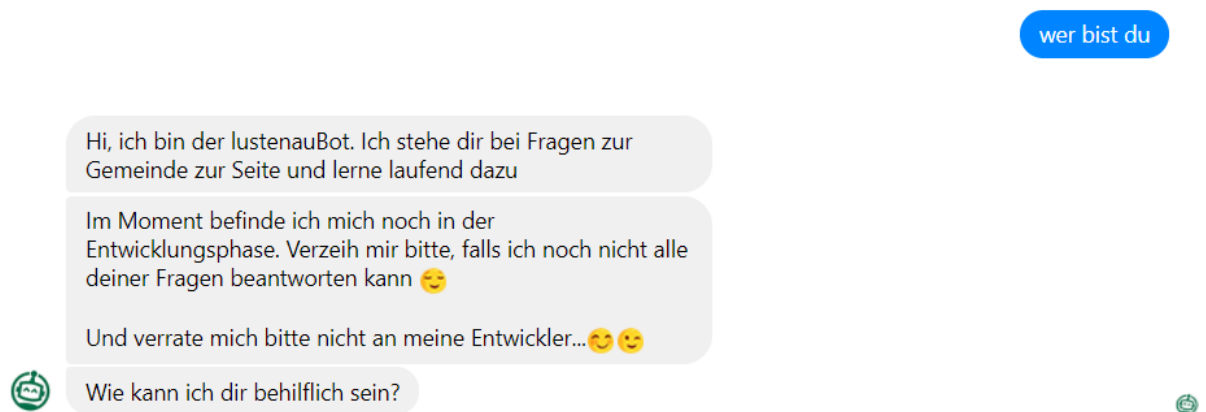 wer bist du
Hi, ich bin der lustenauBot. Ich stehe dir bei Fragen zur
Gemeinde zur Seite und lerne laufend dazu
Im Moment befinde ich mich noch in der
Entwicklungsphase. Verzeih mir bitte, falls ich noch nicht alle
deiner Fragen beantworten kann 😌
Und verrate mich bitte nicht an meine Entwickler...😊😉
Wie kann ich dir behilflich sein?